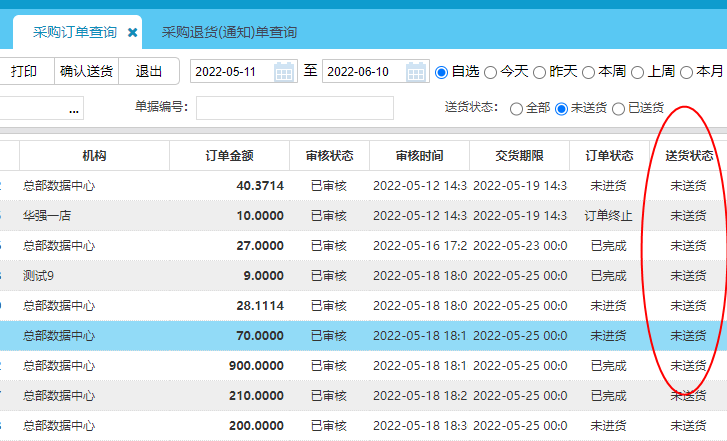 采购订单查询 采购退货(通知)单查询
打印 确认送货 退出 2022-05-11 至 2022-06-10 自选 今天 昨天 本周 上周 本月
... 单据编号: 送货状态: 全部 未送货 已送货
机构 订单金额 审核状态 审核时间 交货期限 订单状态 送货状态
总部数据中心 40.3714 已审核 2022-05-12 14:3 2022-05-19 14:3 未进货 未送货
华强一店 10.0000 已审核 2022-05-12 14:3 2022-05-19 14:3 订单终止 未送货
总部数据中心 27.0000 已审核 2022-05-16 17:2 2022-05-23 00:0 已完成 未送货
测试9 9.0000 已审核 2022-05-18 18:0 2022-05-25 00:0 已完成 未送货
总部数据中心 28.1114 已审核 2022-05-18 18:0 2022-05-25 00:0 未进货 未送货
总部数据中心 70.0000 已审核 2022-05-18 18:1 2022-05-25 00:0 未进货 未送货
总部数据中心 900.0000 已审核 2022-05-18 18:1 2022-05-25 00:0 已完成 未送货
总部数据中心 210.0000 已审核 2022-05-18 18:2 2022-05-25 00:0 已完成 未送货
总部数据中心 200.0000 已审核 2022-05-18 18:3 2022-05-25 00:0 未进货 未送货